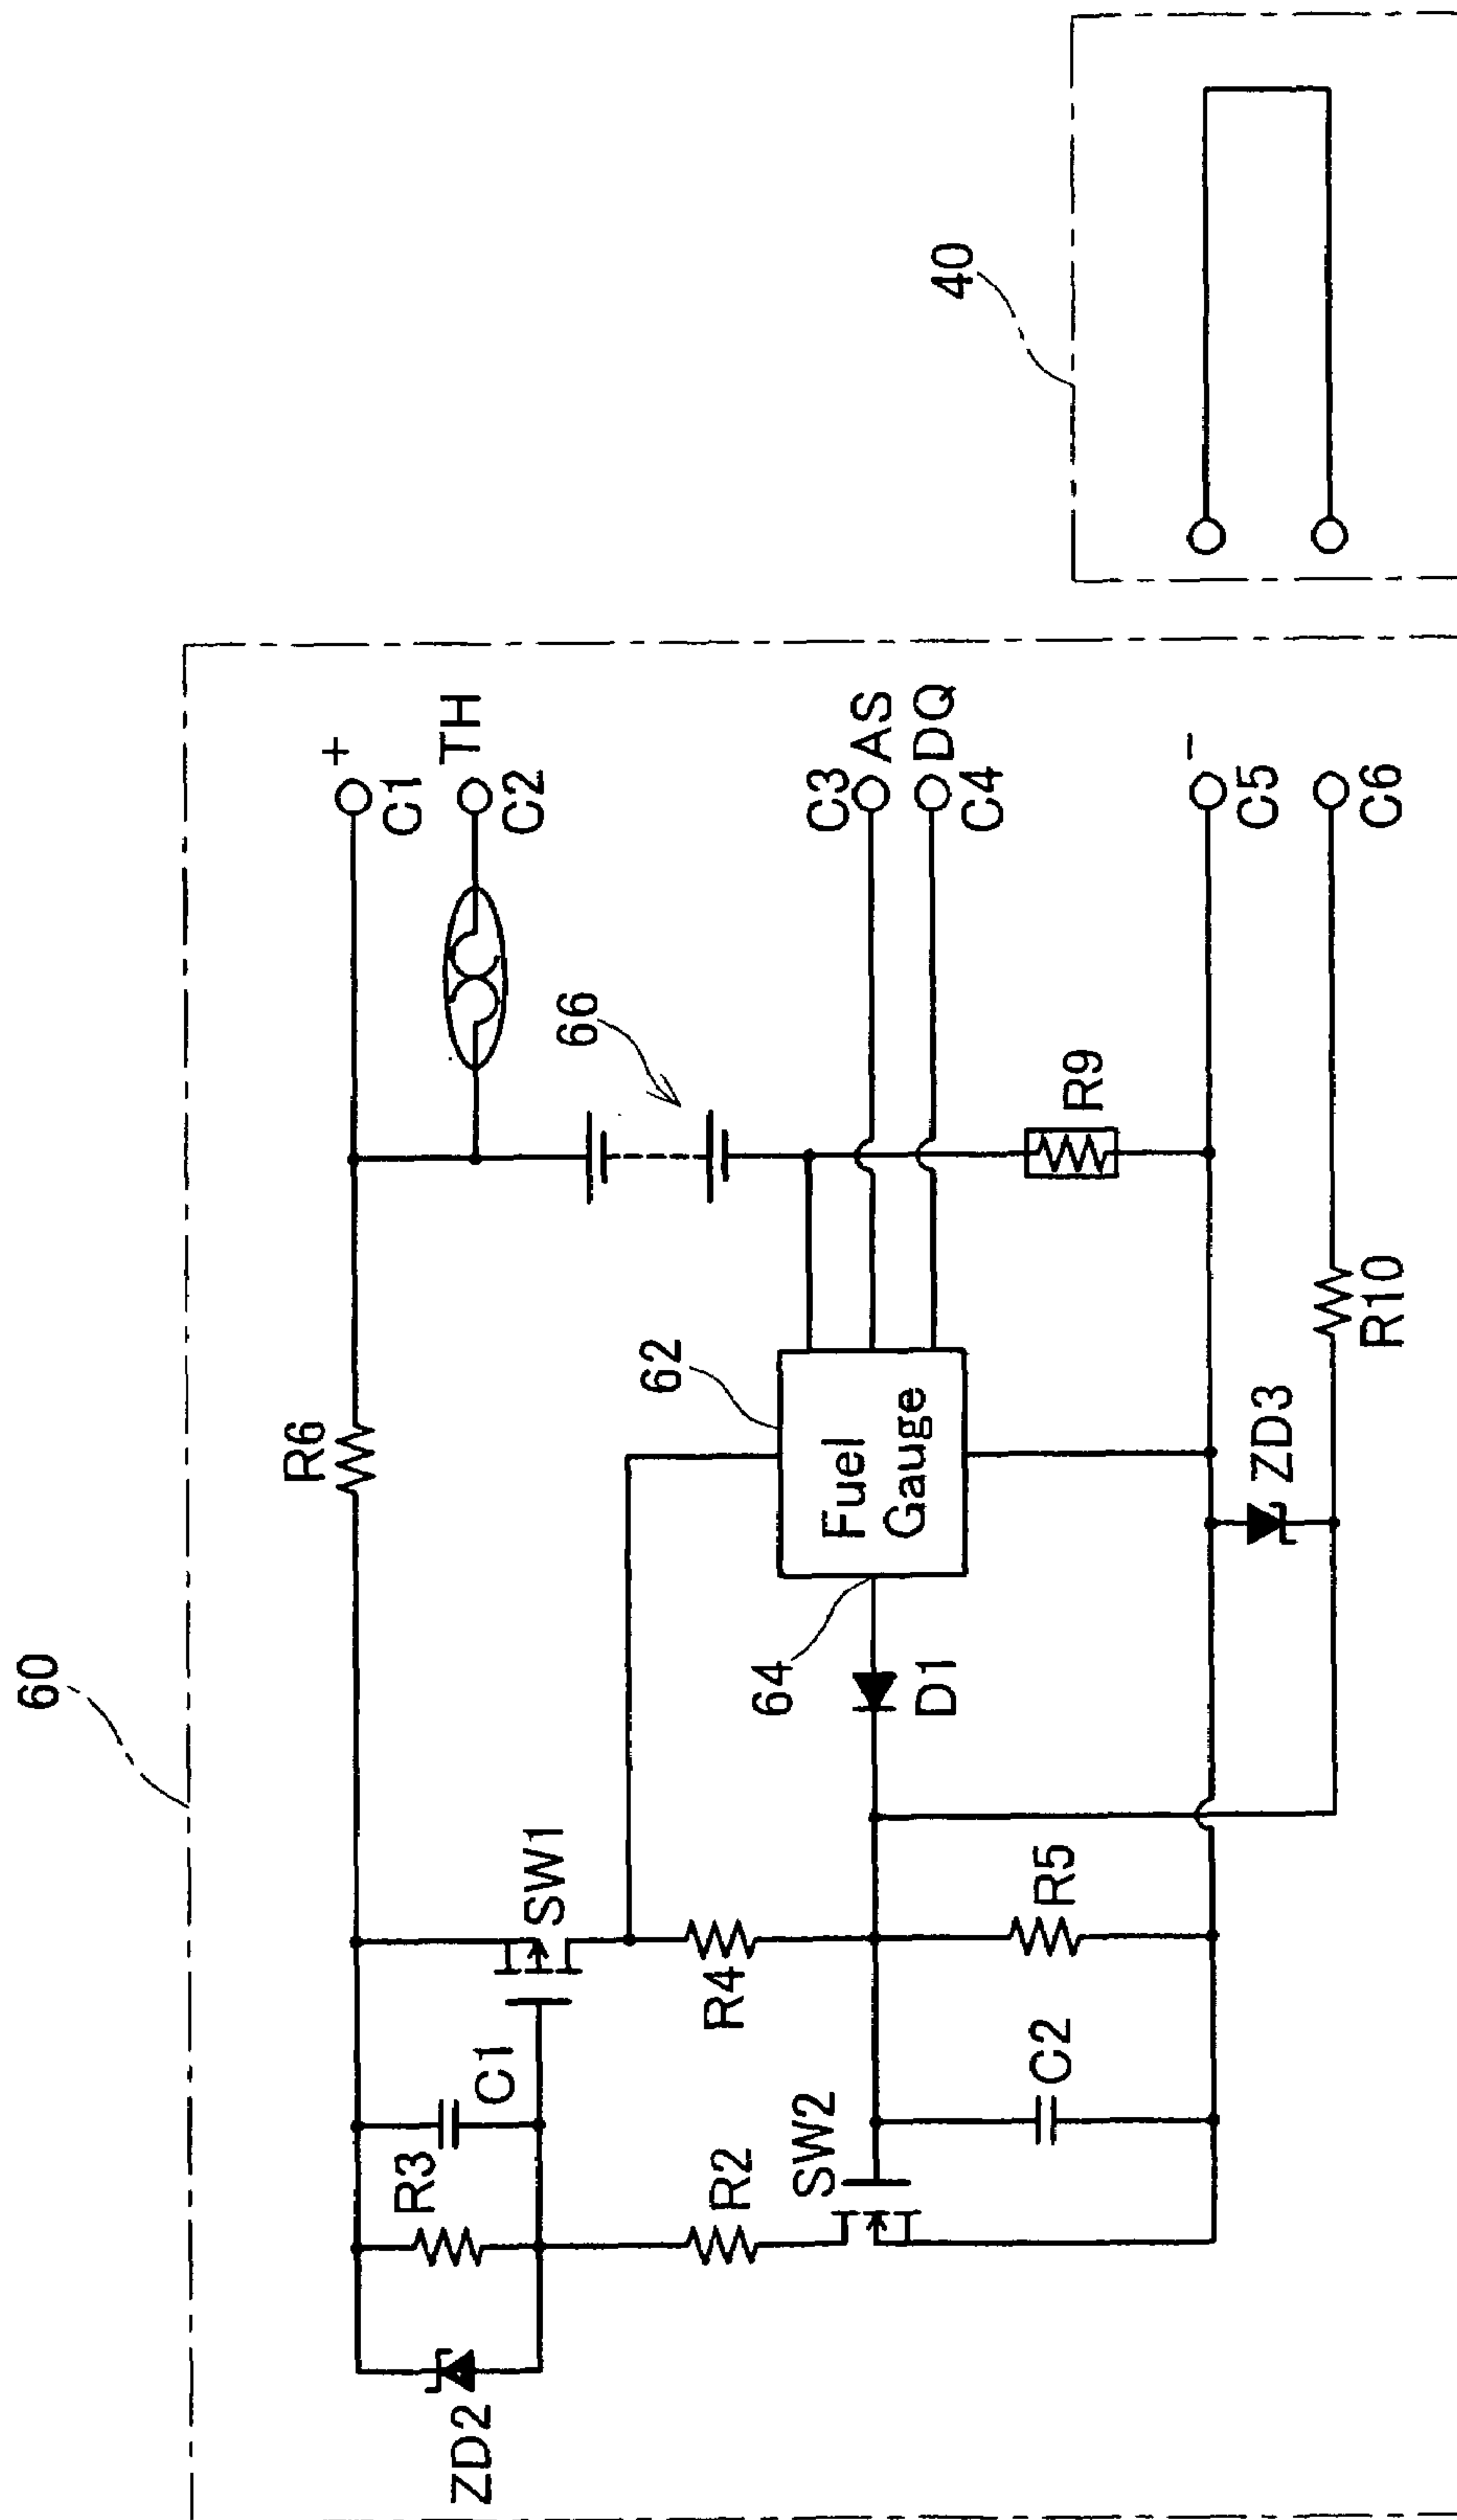 60
40
ZD2
R3
C1
SW1
R6
+
C1
TH
C2
66
R2
SW2
R4
64
D1
62
Fuel
Gauge
C3
AS
DQ
C4
C2
R5
R9
ZD3
R10
−
C5
C6